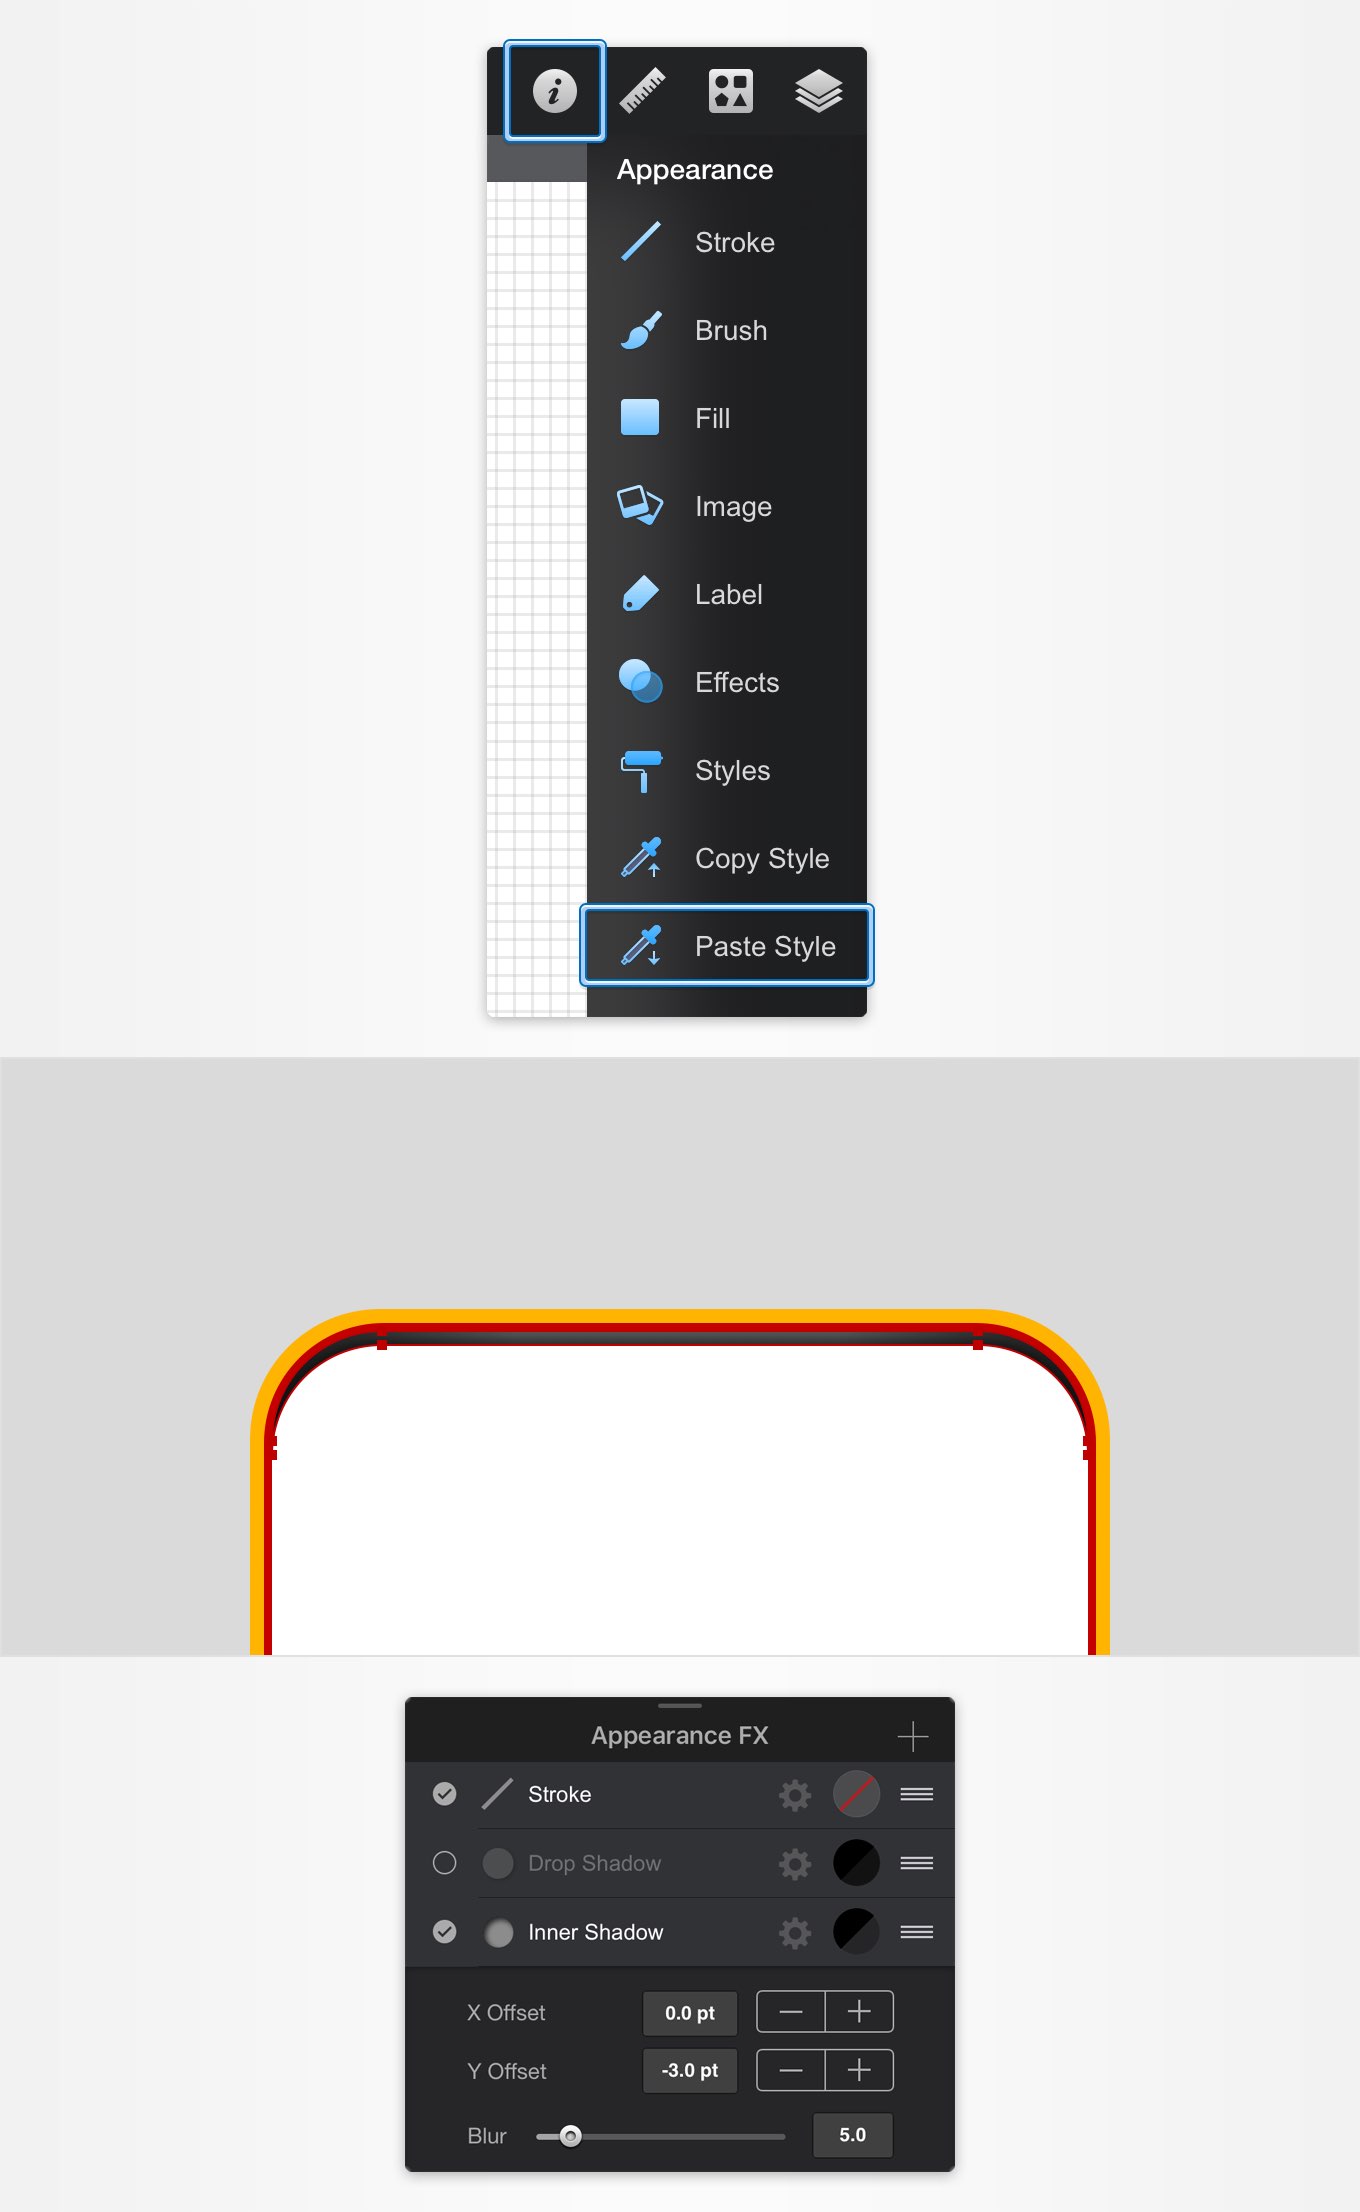 Appearance
Stroke
Brush
Fill
Image
Label
Effects
Styles
Copy Style
Paste Style
Appearance FX
Stroke
Drop Shadow
Inner Shadow
X Offset 0.0 pt
Y Offset -3.0 pt
Blur 5.0